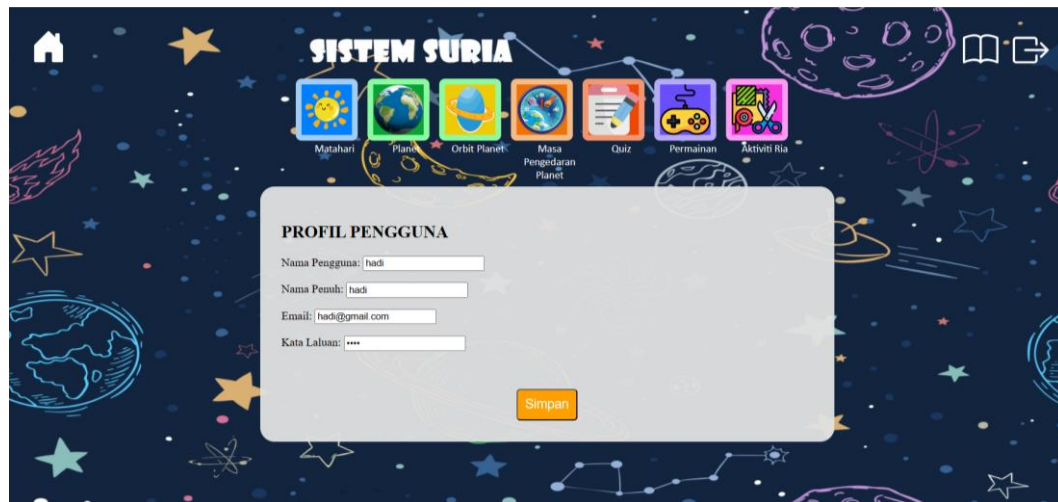 SISTEM SURIA
Matahari
Planet
Orbit Planet
Masa
Pengedaran
Planet
Quiz
Permainan
Aktiviti Ria
PROFIL PENGGUNA
Nama Pengguna: hadi
Nama Penuh: hadi
Email: hadi@gmail.com
Kata Laluan: ••••
Simpan